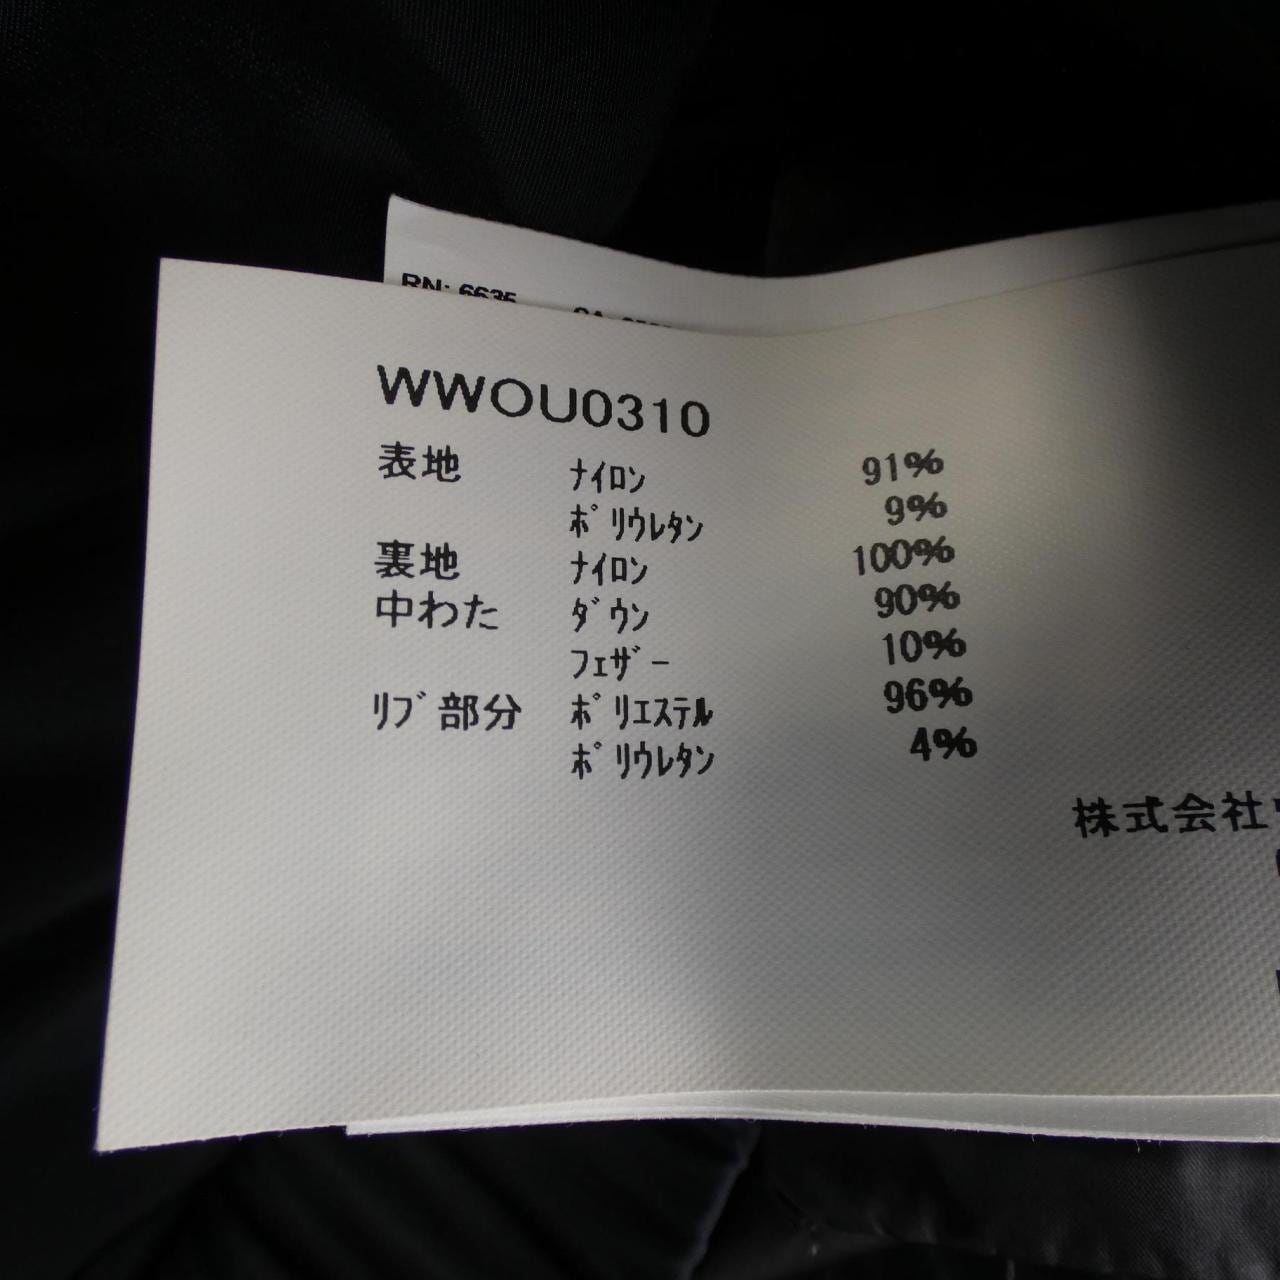 RN: 6635
WWOU0310
表地 ナイロン 91%
ポリウレタン 9%
裏地 ナイロン 100%
中わた ダウン 90%
フェザー 10%
リブ部分 ポリエステル 96%
ポリウレタン 4%
株式会社